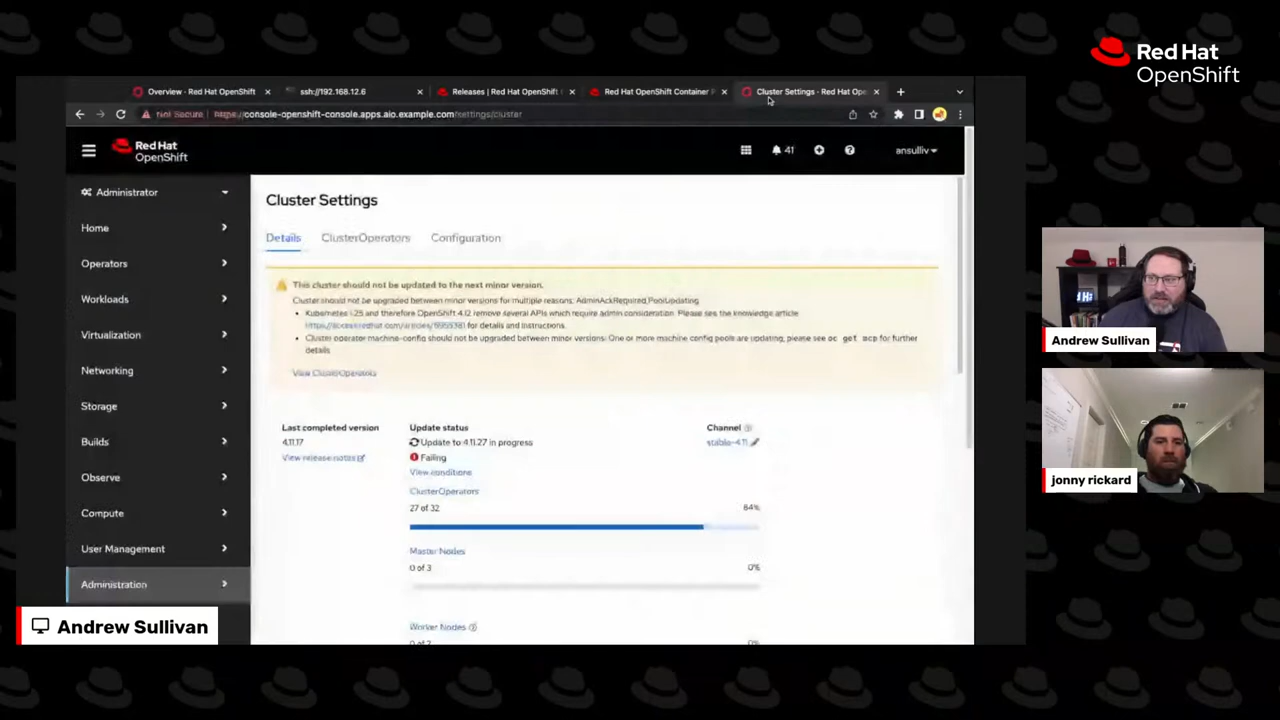 Red Hat
OpenShift
Overview - Red Hat OpenShift
ssh://192.168.12.6
Releases | Red Hat OpenShift
Red Hat OpenShift Container P
Cluster Settings - Red Hat Ope
Not Secure | https://console-openshift-console.apps.aio.example.com/settings/cluster
Red Hat
OpenShift
41
ansulliv
Administrator
Home
Operators
Workloads
Virtualization
Networking
Storage
Builds
Observe
Compute
User Management
Administration
Cluster Settings
Details ClusterOperators Configuration
This cluster should not be updated to the next minor version.
Cluster should not be upgraded between minor versions for multiple reasons: AdminAckRequired,PoolUpdating
• Kubernetes 1.25 and therefore OpenShift 4.12 remove several APIs which require admin consideration. Please see the knowledge article
for details and instructions.
• Cluster operator machine-config should not be upgraded between minor versions: One or more machine config pools are updating, please see oc get mcp for further
details
View ClusterOperators
Last completed version
4.11.17
View release notes
Update status
Update to 4.11.27 in progress
Failing
View conditions
Channel
stable-4.11
ClusterOperators
27 of 32 84%
Master Nodes
0 of 3 0%
Worker Nodes
0 of 2 0%
Andrew Sullivan
Andrew Sullivan
jonny rickard